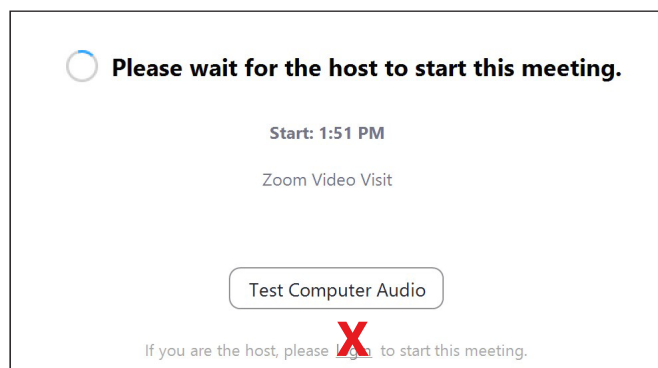 Please wait for the host to start this meeting.
Start: 1:51 PM
Zoom Video Visit
Test Computer Audio
If you are the host, please login to start this meeting.
X